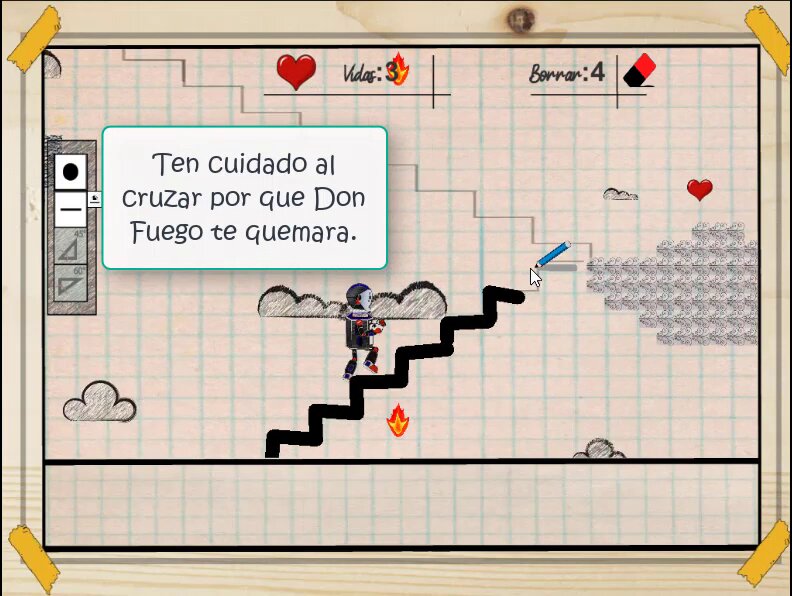 Vidas:3
Borrar:4
45°
60°
Ten cuidado al
cruzar por que Don
Fuego te quemara.